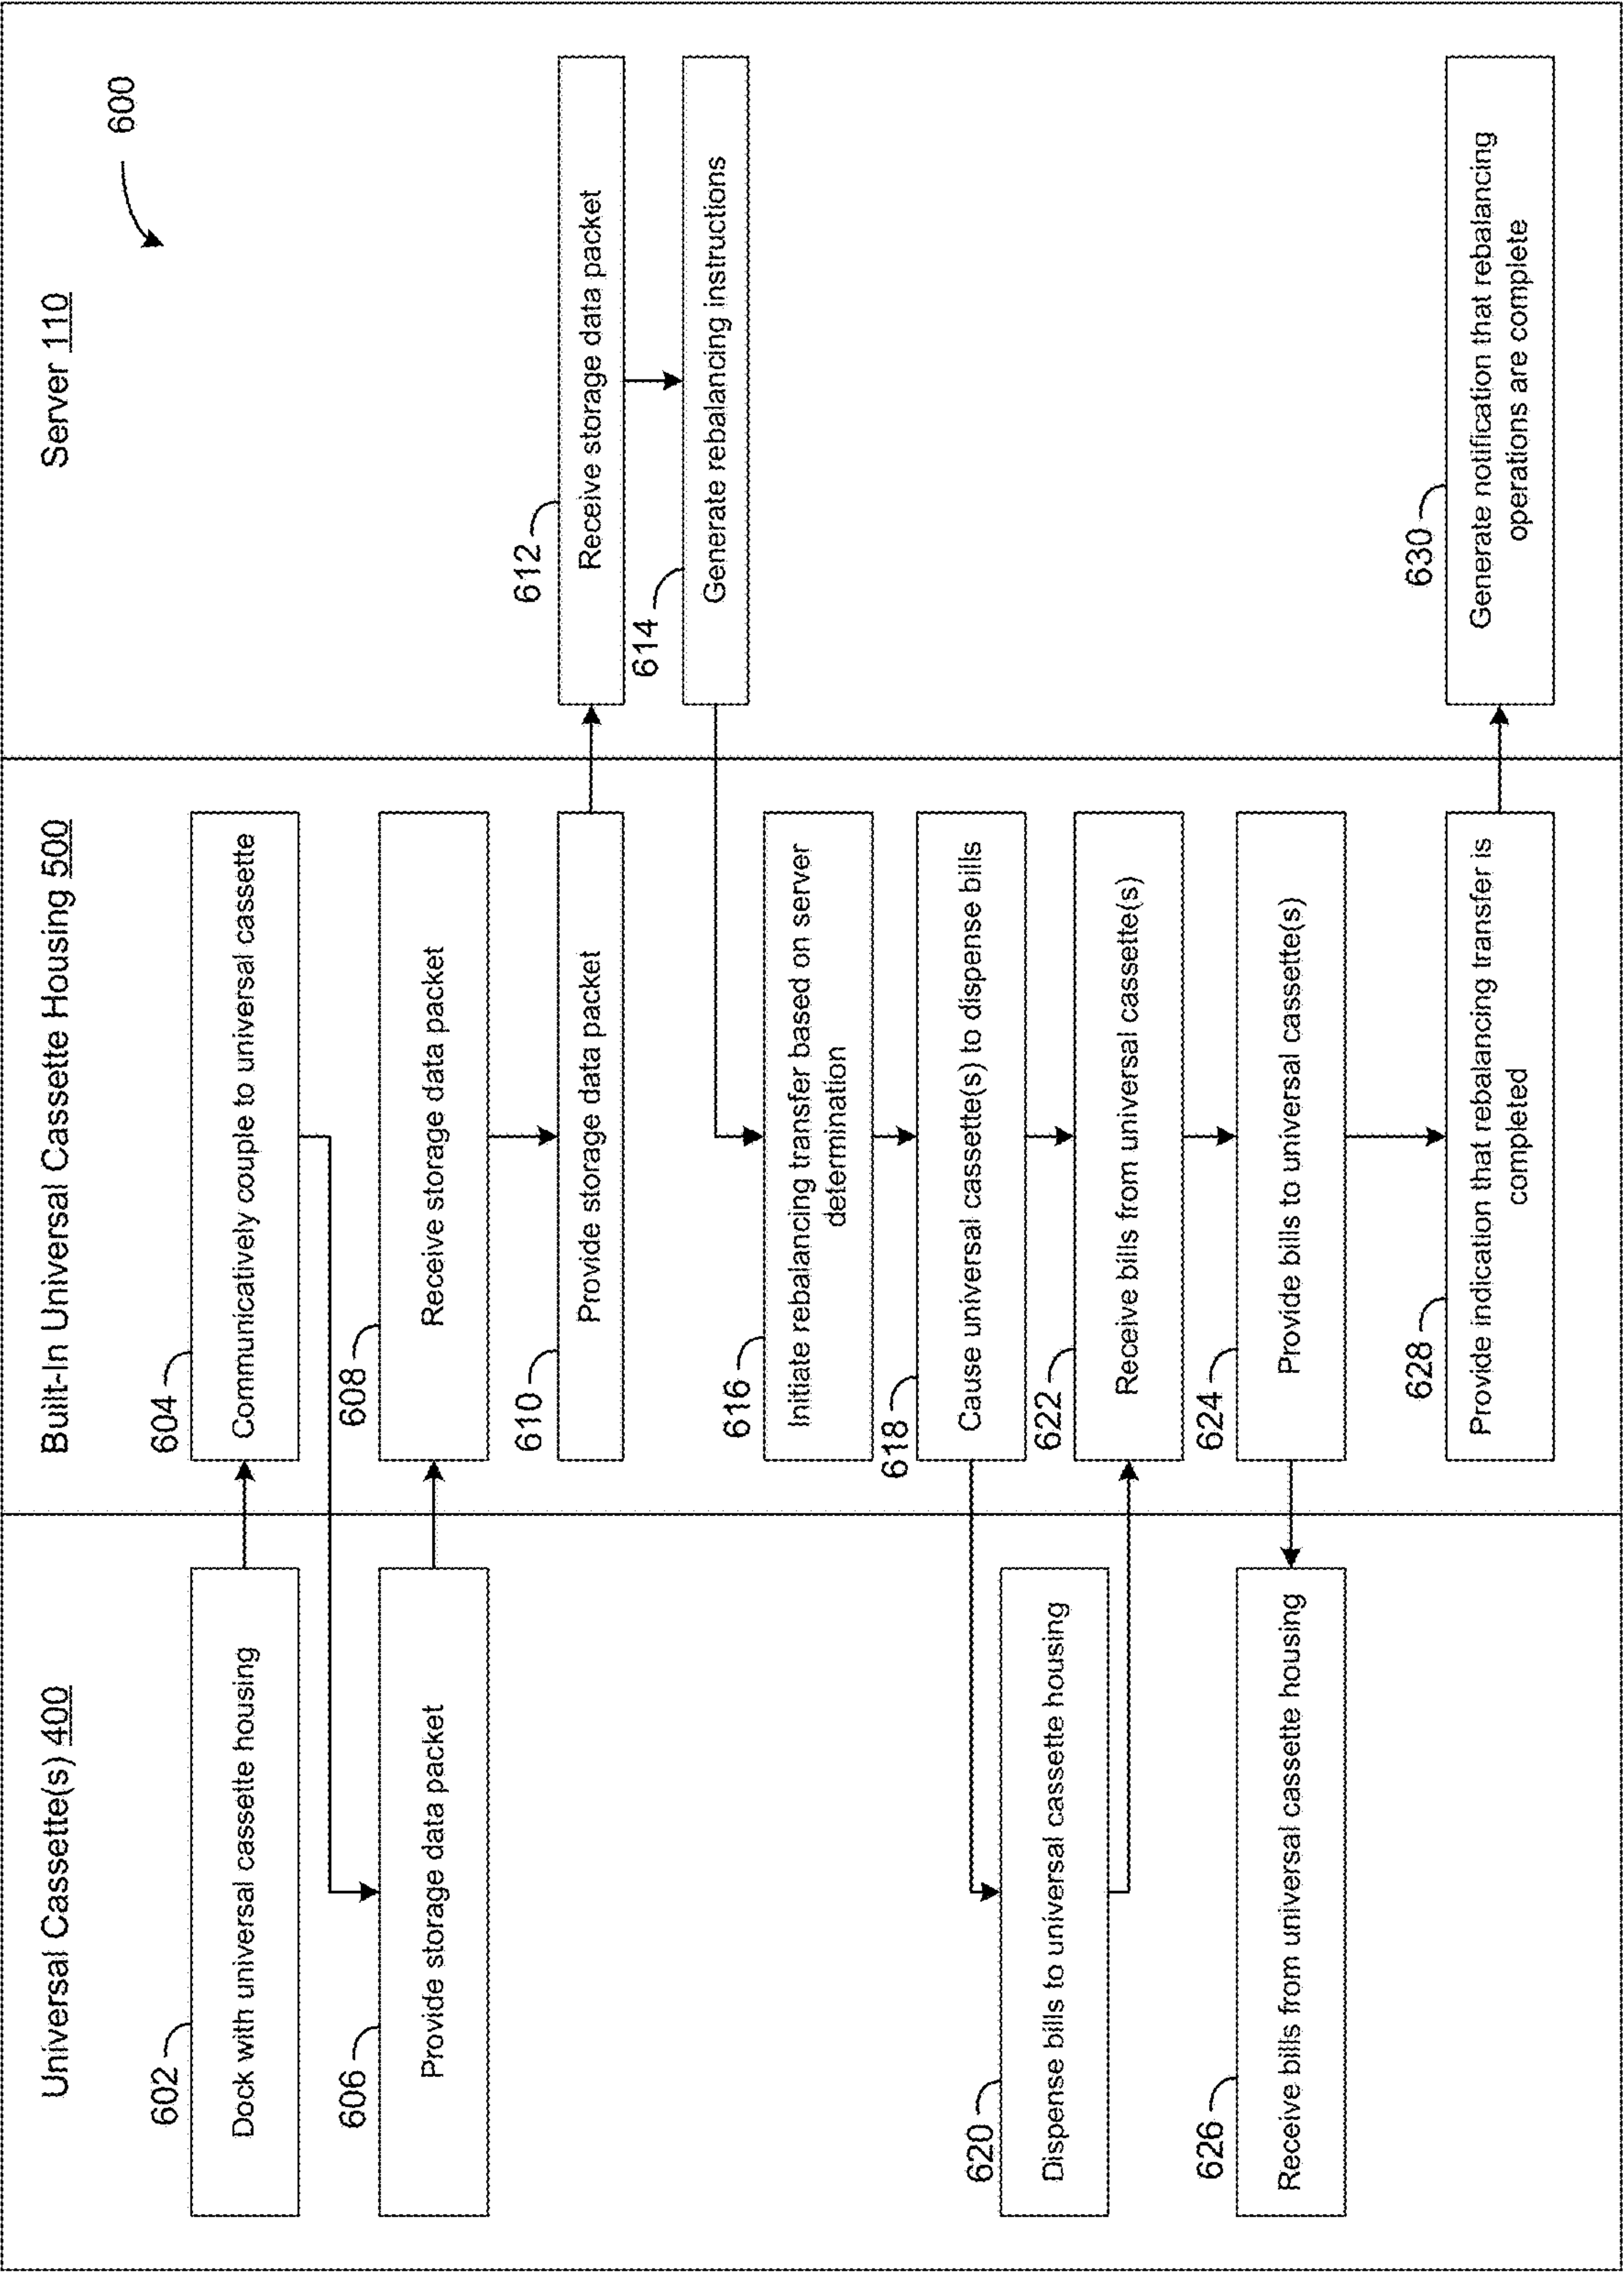 600
Universal Cassette(s) 400
Built-In Universal Cassette Housing 500
Server 110
602
Dock with universal cassette housing
604
Communicatively couple to universal cassette
606
Provide storage data packet
608
Receive storage data packet
610
Provide storage data packet
612
Receive storage data packet
614
Generate rebalancing instructions
616
Initiate rebalancing transfer based on server
determination
618
Cause universal cassette(s) to dispense bills
620
Dispense bills to universal cassette housing
622
Receive bills from universal cassette(s)
624
Provide bills to universal cassette(s)
626
Receive bills from universal cassette housing
628
Provide indication that rebalancing transfer is
completed
630
Generate notification that rebalancing
operations are complete